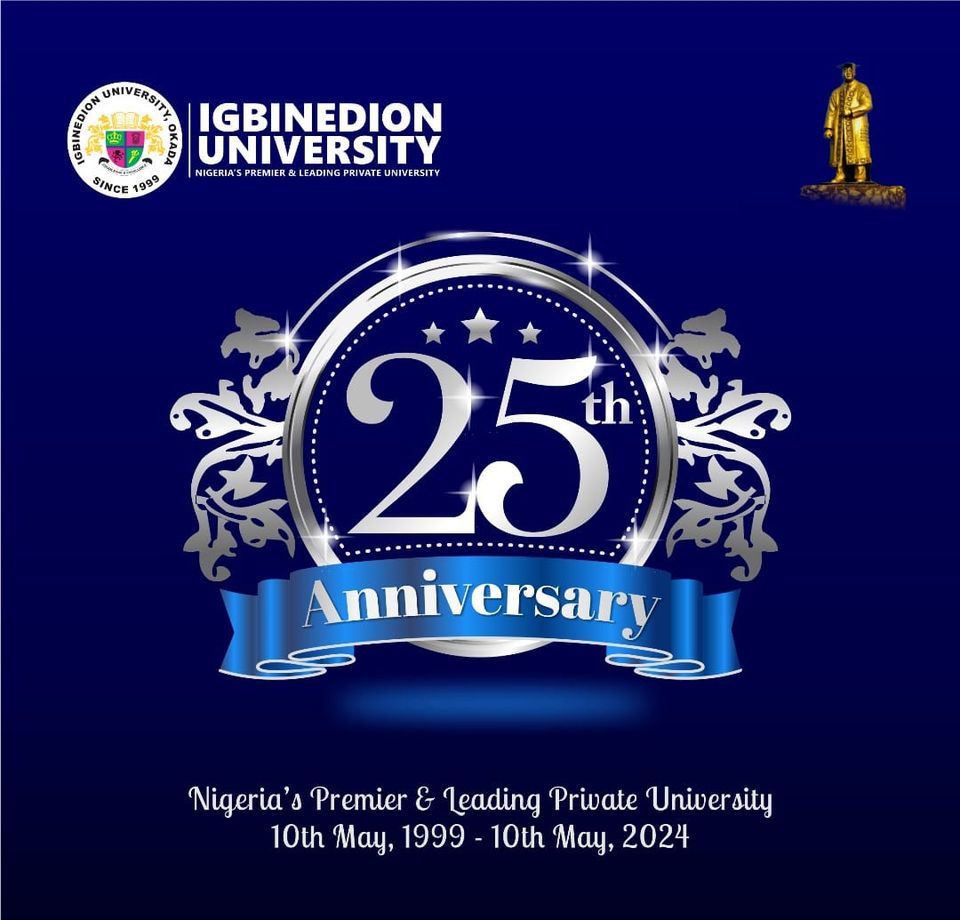 IGBINEDION UNIVERSITY, OKADA
SINCE 1999
IGBINEDION
UNIVERSITY
NIGERIA'S PREMIER & LEADING PRIVATE UNIVERSITY
25th
Anniversary
Nigeria's Premier & Leading Private University
10th May, 1999 - 10th May, 2024